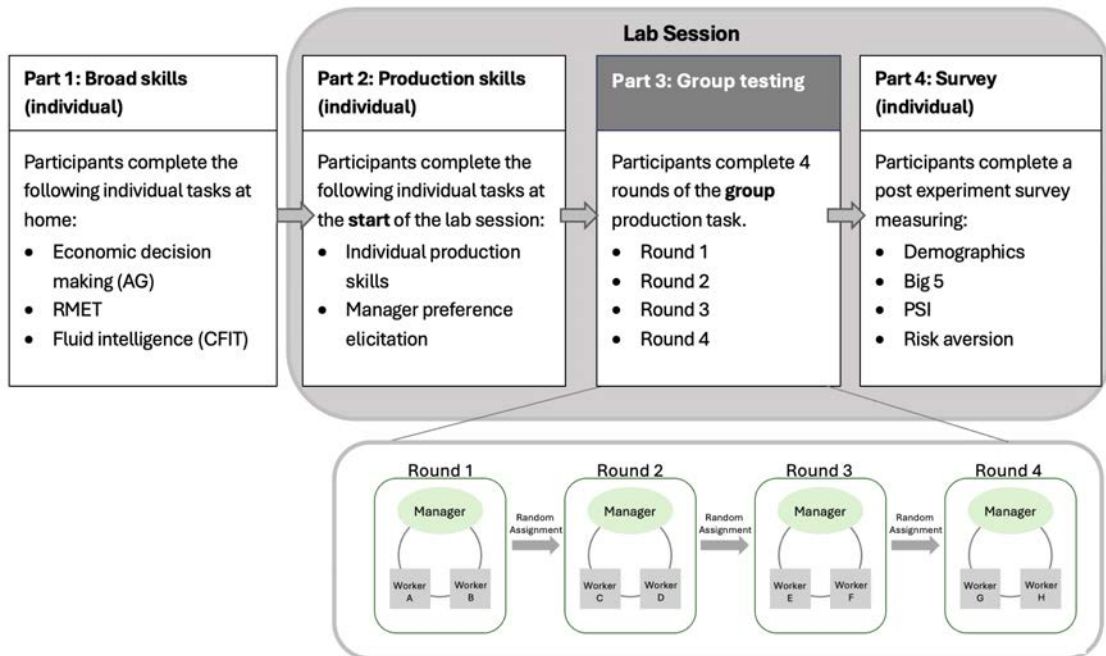 Lab Session
Part 1: Broad skills
(individual)
Participants complete the
following individual tasks at
home:
• Economic decision
making (AG)
• RMET
• Fluid intelligence (CFIT)
Part 2: Production skills
(individual)
Participants complete the
following individual tasks at
the start of the lab session:
• Individual production
skills
• Manager preference
elicitation
Part 3: Group testing
Participants complete 4
rounds of the group
production task.
• Round 1
• Round 2
• Round 3
• Round 4
Part 4: Survey
(individual)
Participants complete a
post experiment survey
measuring:
• Demographics
• Big 5
• PSI
• Risk aversion
Round 1
Manager
Worker
A
Worker
B
Random
Assignment
Round 2
Manager
Worker
C
Worker
D
Random
Assignment
Round 3
Manager
Worker
E
Worker
F
Random
Assignment
Round 4
Manager
Worker
G
Worker
H